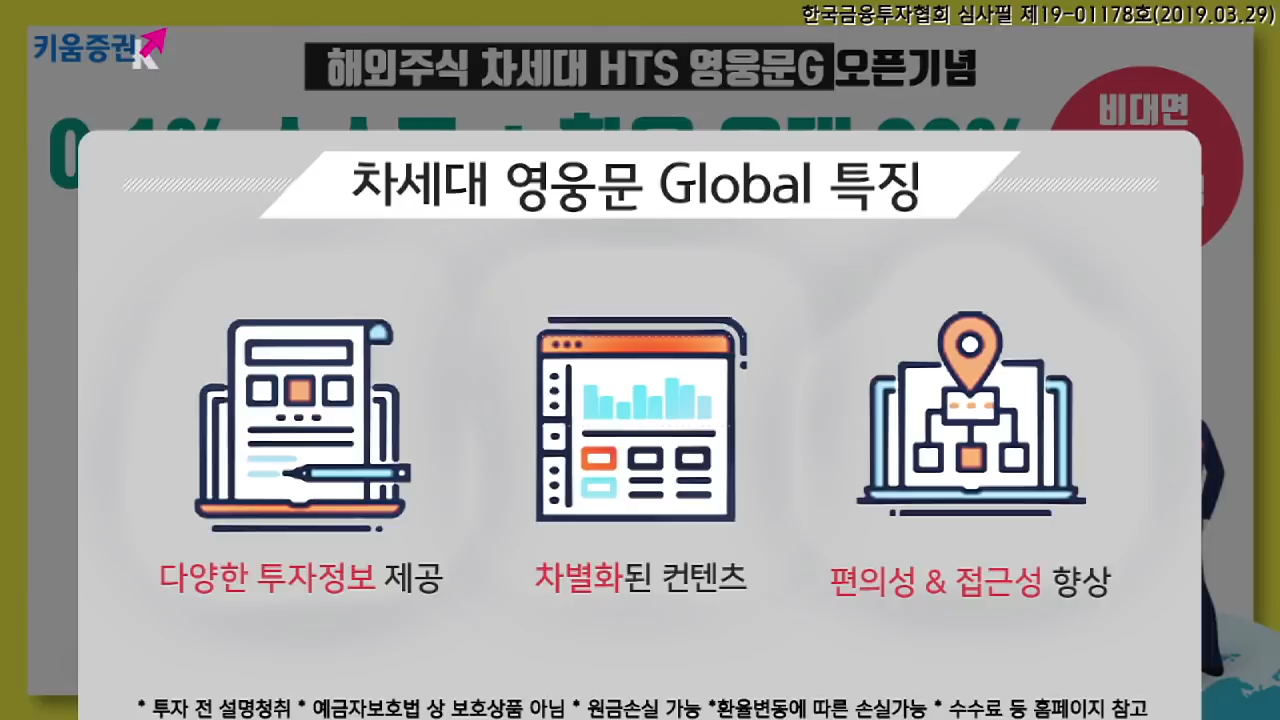 한국금융투자협회 심사필 제19-01178호(2019.03.29)
키움증권
해외주식 차세대 HTS 영웅문G 오픈기념
비대면
차세대 영웅문 Global 특징
다양한 투자정보 제공
차별화된 컨텐츠
편의성 & 접근성 향상
* 투자 전 설명청취 * 예금자보호법 상 보호상품 아님 * 원금손실 가능 *환율변동에 따른 손실가능 * 수수료 등 홈페이지 참고